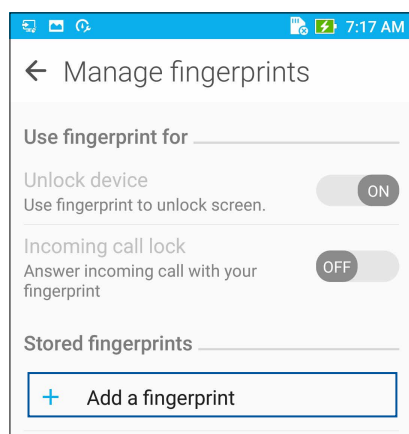 7:17 AM
Manage fingerprints
Use fingerprint for
Unlock device
ON
Use fingerprint to unlock screen.
Incoming call lock
OFF
Answer incoming call with your
fingerprint
Stored fingerprints
+ Add a fingerprint